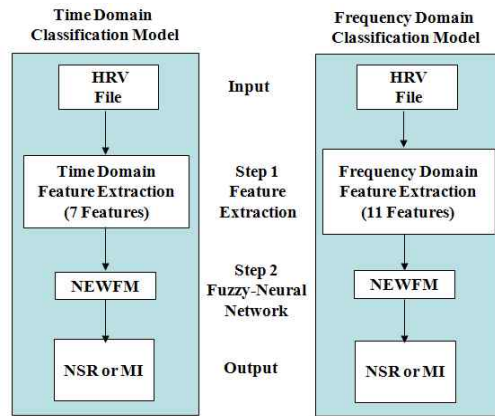 Time Domain
Classification Model
HRV
File
Time Domain
Feature Extraction
(7 Features)
NEWFM
NSR or MI
Input
Step 1
Feature
Extraction
Step 2
Fuzzy-Neural
Network
Output
Frequency Domain
Classification Model
HRV
File
Frequency Domain
Feature Extraction
(11 Features)
NEWFM
NSR or MI